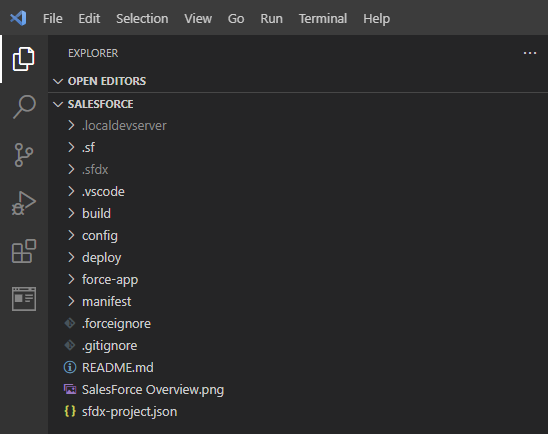 File Edit Selection View Go Run Terminal Help
EXPLORER
OPEN EDITORS
SALESFORCE
.localdevserver
.sf
.sfdx
.vscode
build
config
deploy
force-app
manifest
.forceignore
.gitignore
README.md
SalesForce Overview.png
{ } sfdx-project.json